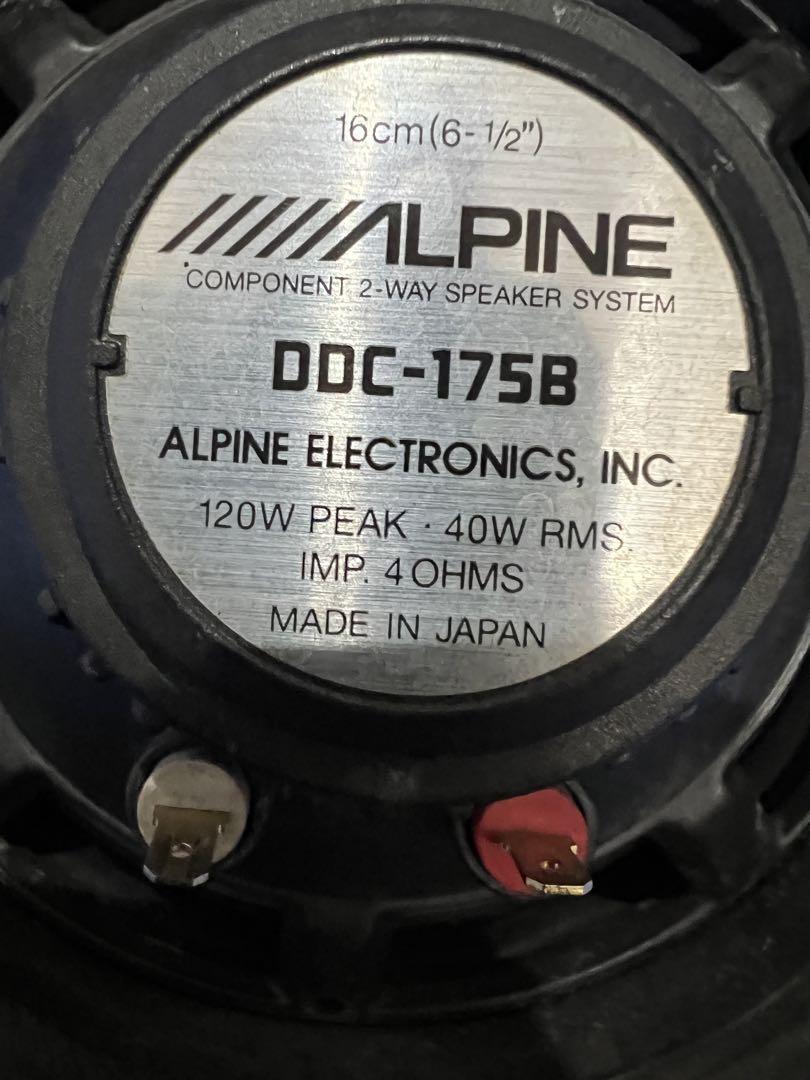 16cm(6-1/2")
ALPINE
COMPONENT 2-WAY SPEAKER SYSTEM
DDC-175B
ALPINE ELECTRONICS, INC.
120W PEAK · 40W RMS.
IMP. 4 OHMS
MADE IN JAPAN